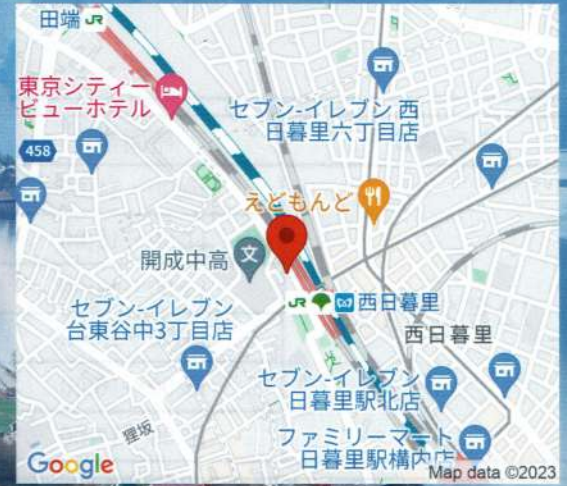 田端 JR
東京シティー
ビューホテル
セブン-イレブン 西
日暮里六丁目店
458
えどもんど
開成中高
文
JR 西日暮里
セブン-イレブン
台東谷中3丁目店
西日暮里
セブン-イレブン
日暮里駅北店
狸坂
ファミリーマート
日暮里駅構内店
Google
Map data ©2023